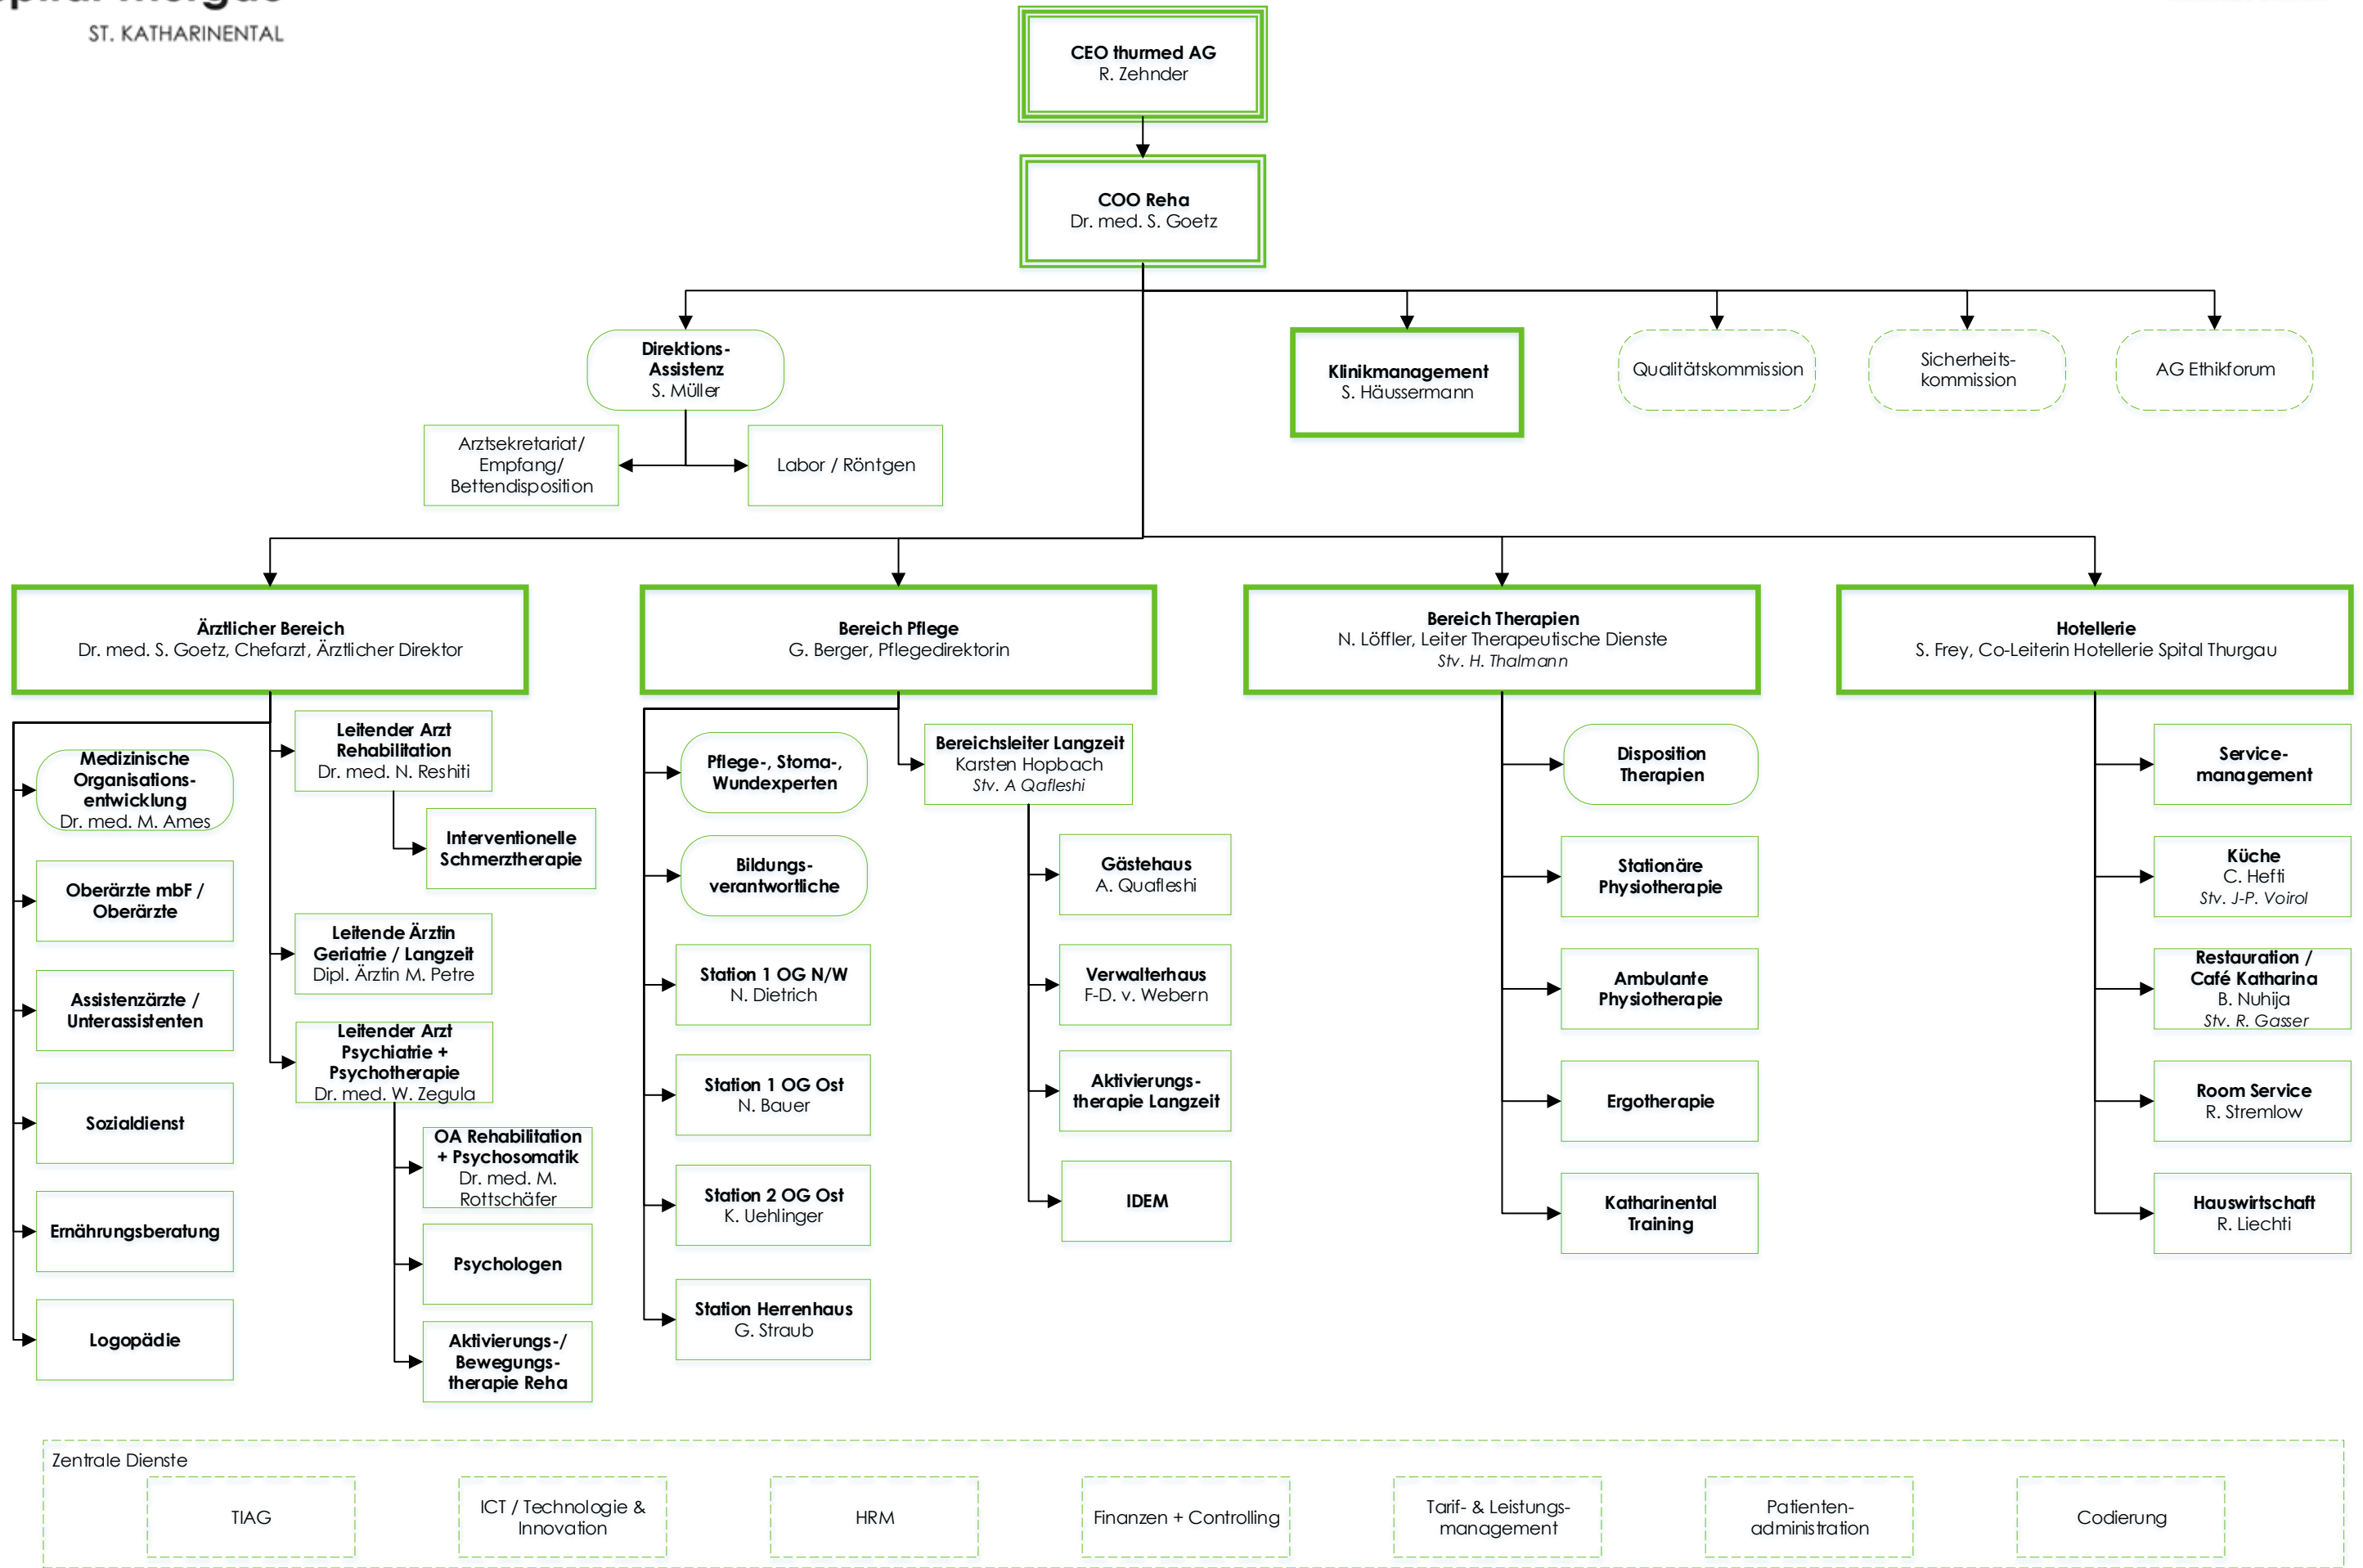 ST. KATHARINENTAL
CEO thurmed AG
R. Zehnder
COO Reha
Dr. med. S. Goetz
Direktions-
Assistenz
S. Müller
Klinikmanagement
S. Häussermann
Qualitätskommission
Sicherheits-
kommission
AG Ethikforum
Arztsekretariat/
Empfang/
Bettendisposition
Labor / Röntgen
Ärztlicher Bereich
Dr. med. S. Goetz, Chefarzt, Ärztlicher Direktor
Bereich Pflege
G. Berger, Pflegedirektorin
Bereich Therapien
N. Löffler, Leiter Therapeutische Dienste
Stv. H. Thalmann
Hotellerie
S. Frey, Co-Leiterin Hotellerie Spital Thurgau
Medizinische
Organisations-
entwicklung
Dr. med. M. Ames
Oberärzte mbF /
Oberärzte
Assistenzärzte /
Unterassistenten
Sozialdienst
Ernährungsberatung
Logopädie
Leitender Arzt
Rehabilitation
Dr. med. N. Reshiti
Interventionelle
Schmerztherapie
Leitende Ärztin
Geriatrie / Langzeit
Dipl. Ärztin M. Petre
Leitender Arzt
Psychiatrie +
Psychotherapie
Dr. med. W. Zegula
OA Rehabilitation
+ Psychosomatik
Dr. med. M.
Rottschäfer
Psychologen
Aktivierungs-/
Bewegungs-
therapie Reha
Pflege-, Stoma-,
Wundexperten
Bildungs-
verantwortliche
Station 1 OG N/W
N. Dietrich
Station 1 OG Ost
N. Bauer
Station 2 OG Ost
K. Uehlinger
Station Herrenhaus
G. Straub
Bereichsleiter Langzeit
Karsten Hopbach
Stv. A Qafleshi
Gästehaus
A. Quafleshi
Verwalterhaus
F-D. v. Webern
Aktivierungs-
therapie Langzeit
IDEM
Disposition
Therapien
Stationäre
Physiotherapie
Ambulante
Physiotherapie
Ergotherapie
Katharinental
Training
Service-
management
Küche
C. Hefti
Stv. J-P. Voirol
Restauration /
Café Katharina
B. Nuhija
Stv. R. Gasser
Room Service
R. Stremlow
Hauswirtschaft
R. Liechti
Zentrale Dienste
TIAG
ICT / Technologie &
Innovation
HRM
Finanzen + Controlling
Tarif- & Leistungs-
management
Patienten-
administration
Codierung